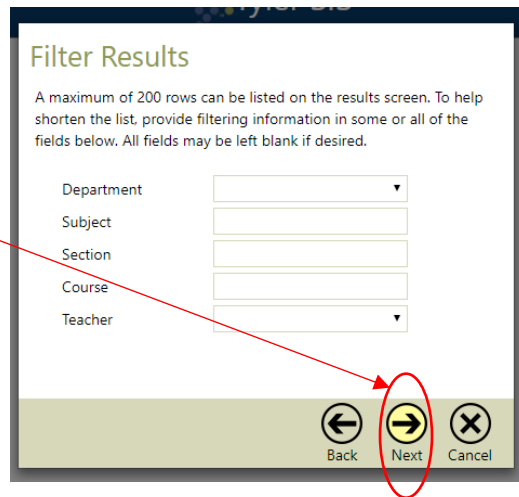 Filter Results
A maximum of 200 rows can be listed on the results screen. To help
shorten the list, provide filtering information in some or all of the
fields below. All fields may be left blank if desired.
Department
Subject
Section
Course
Teacher
Back Next Cancel